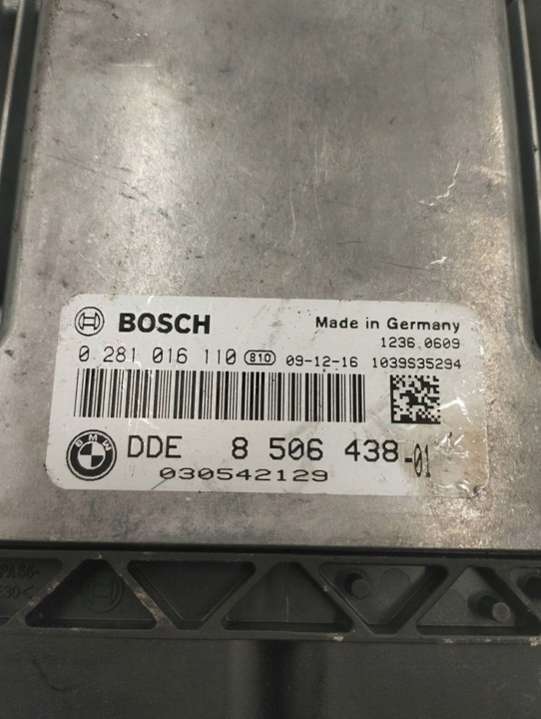 BOSCH
Made in Germany
1236.0609
0 281 016 110 810 09-12-16 1039S35294
BMW
DDE 8 506 438-01
030542129